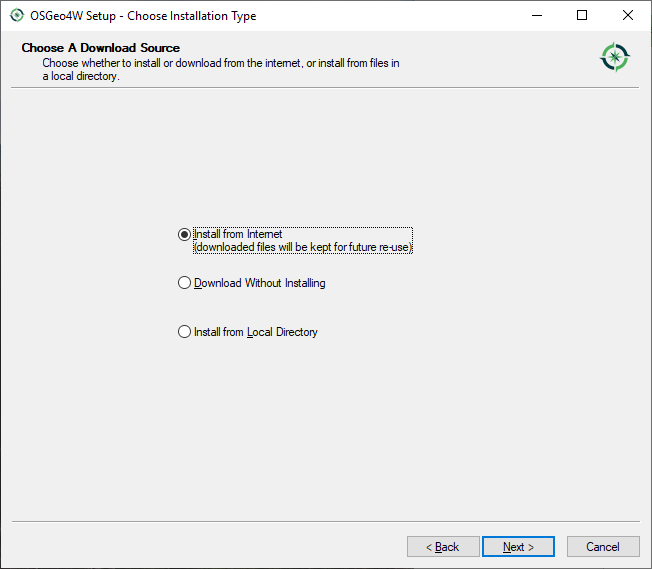 OSGeo4W Setup - Choose Installation Type
Choose A Download Source
Choose whether to install or download from the internet, or install from files in
a local directory.
Install from Internet
(downloaded files will be kept for future re-use)
Download Without Installing
Install from Local Directory
< Back
Next >
Cancel